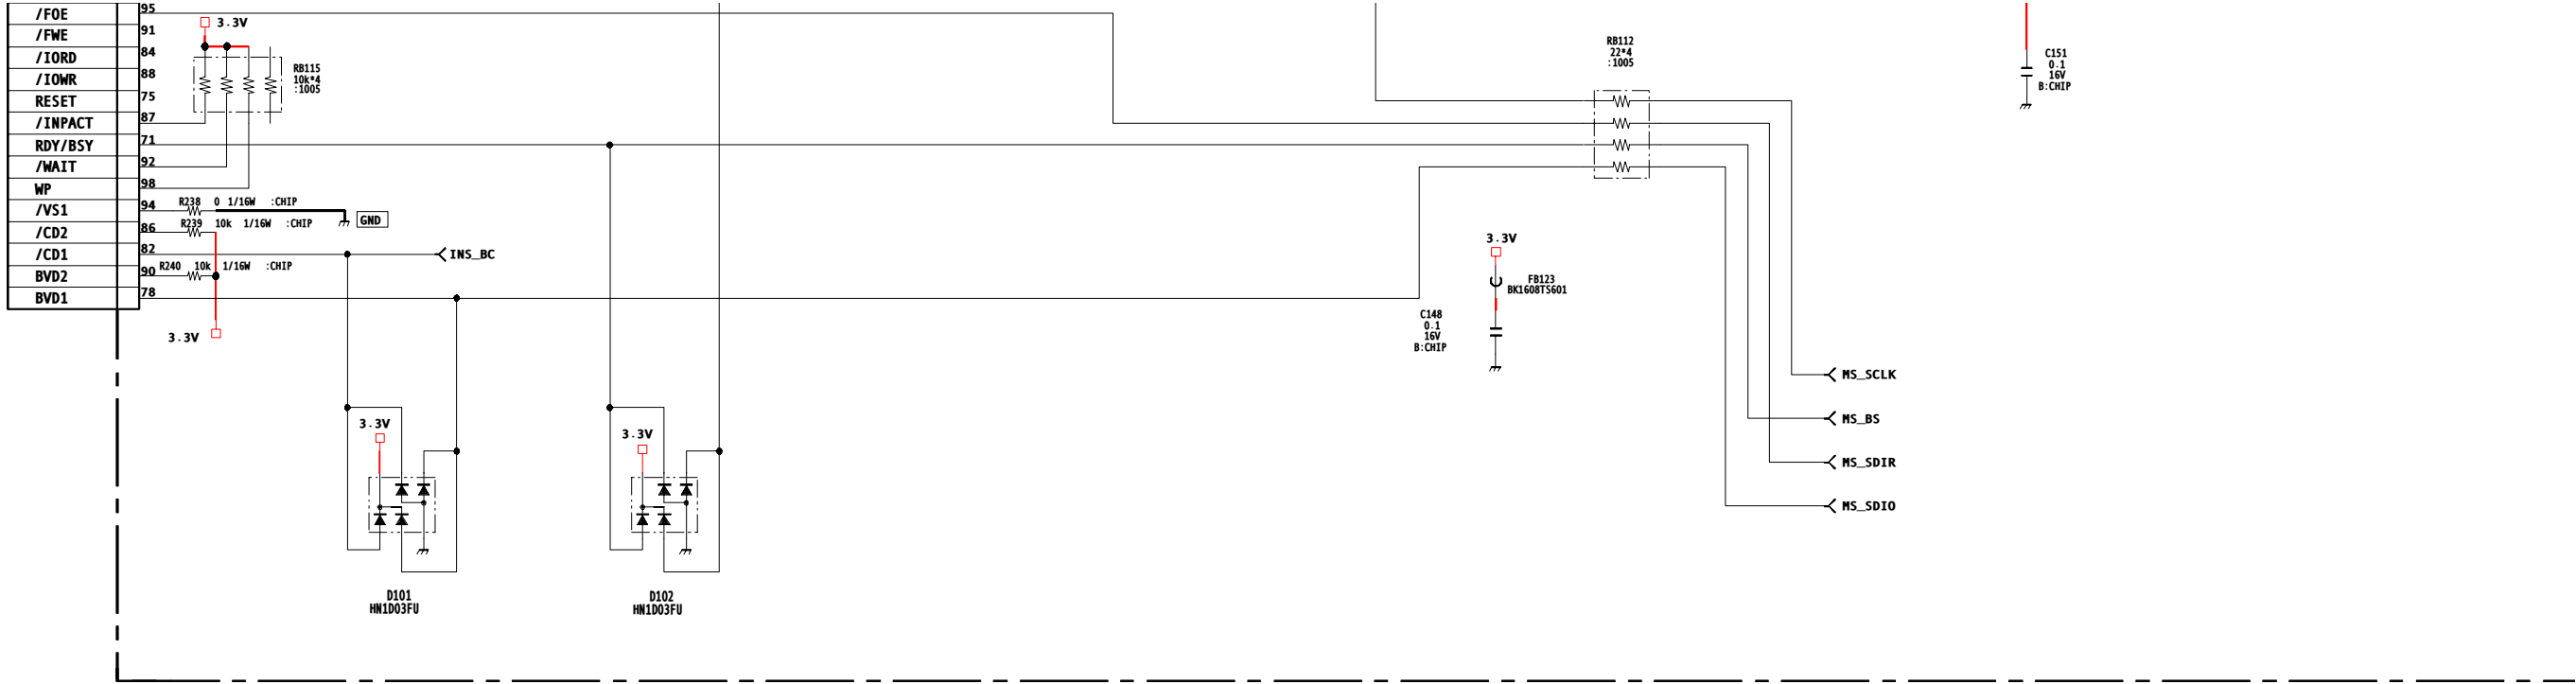 /FOE 95
/FWE 91
/IORD 84
/IOWR 88
RESET 75
/INPACT 87
RDY/BSY 71
/WAIT 92
WP 98
/VS1 94
/CD2 86
/CD1 82
BVD2 90
BVD1 78
3.3V
RB115
10k*4
:1005
R238 0 1/16W :CHIP
GND
R239 10k 1/16W :CHIP
INS_BC
R240 10k 1/16W :CHIP
3.3V
3.3V
D101
HN1D03FU
3.3V
D102
HN1D03FU
RB112
22*4
:1005
3.3V
FB123
BK1608TS601
C148
0.1
16V
B:CHIP
C151
0.1
16V
B:CHIP
MS_SCLK
MS_BS
MS_SDIR
MS_SDIO